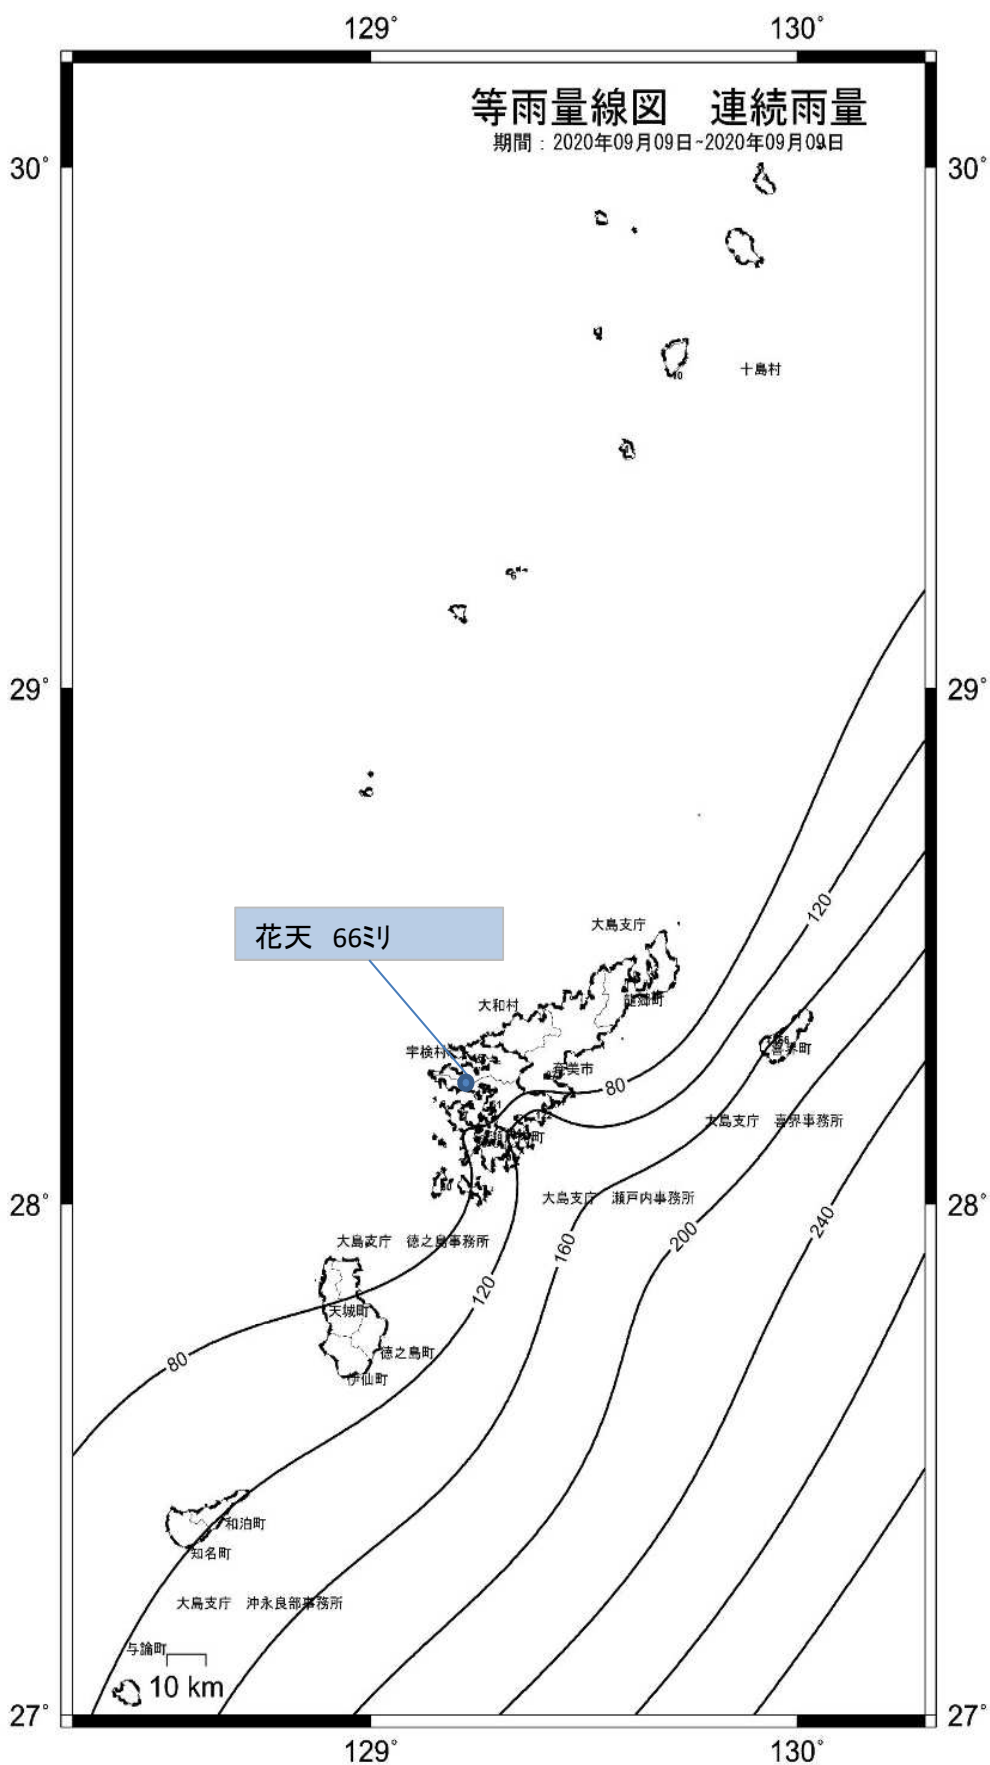 129° 130°
等雨量線図 連続雨量
期間：2020年09月09日~2020年09月09日
30° 30°
十島村
10
6
29° 29°
120
大島支庁
花天 66ミリ
龍郷町
大和村
宇検村
喜界町
奄美市
80
大島支庁 喜界事務所
28° 28°
大島支庁 瀬戸内事務所
240
200
160
大島支庁 徳之島事務所
120
天城町
徳之島町
80
伊仙町
和泊町
知名町
大島支庁 沖永良部事務所
与論町
10 km
27° 27°
129° 130°